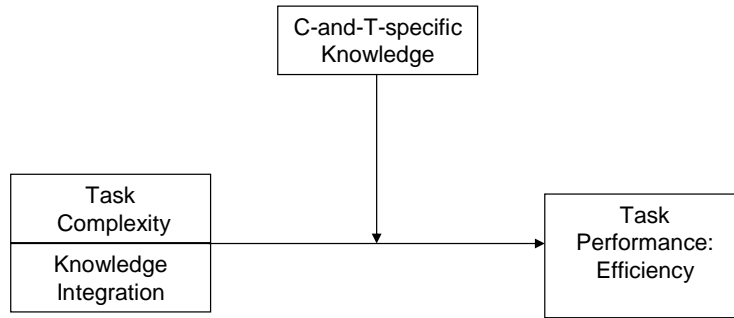 C-and-T-specific
Knowledge
Task
Complexity
Knowledge
Integration
Task
Performance:
Efficiency